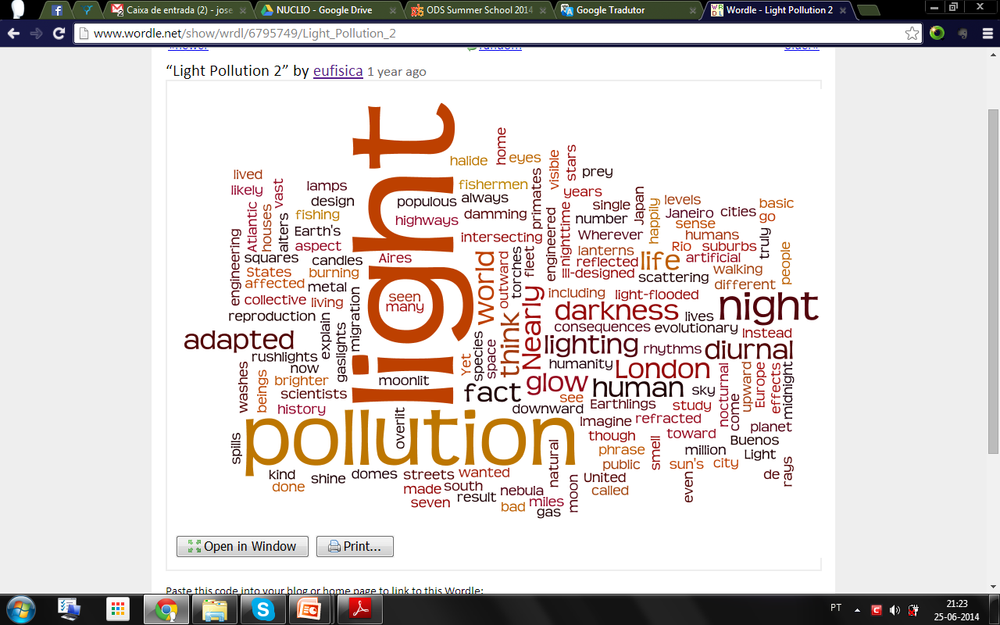 Caixa de entrada (2) - jose
NUCLIO - Google Drive
ODS Summer School 2014
Google Tradutor
Wordle - Light Pollution 2
www.wordle.net/show/wrdl/6795749/Light_Pollution_2
«newer
random
older»
“Light Pollution 2” by eufisica 1 year ago
light
pollution
halide
home
eyes
visible
stars
prey
lived
likely
vast
lamps
design
fishermen
primates
years
populous
always
fishing
damming
single
Japan
levels
basic
highways
number
happily
Janeiro
cities
go
Atlantic
houses
alters
Earth's
engineered
nighttime
sense
engineering
aspect
intersecting
Wherever
humans
truly
squares
candles
Aires
world
outward
torches
fleet
lanterns
Rio
suburbs
people
States
burning
reflected
life
artificial
affected
metal
Ill-designed
scattering
walking
collective
living
seen
many
Nearly
including
light-flooded
different
night
reproduction
migration
think
darkness
lives
explain
consequences
evolutionary
Instead
adapted
gaslights
species
space
lighting
rhythms
diurnal
rushlights
Yet
humanity
London
now
washes
beings
brighter
moonlit
glow
human
sky
nocturnal
upward
Europe
effects
midnight
scientists
fact
see
history
downward
Earthlings
study
come
spills
overlit
Imagine
refracted
planet
though
toward
Buenos
natural
phrase
smell
million
Light
kind
shine
domes
streets
wanted
public
sun's
city
de
rays
done
made
south
moon
United
even
seven
result
nebula
miles
called
bad
gas
Open in Window
Print...
Paste this code into your blog or home page to link to this Wordle:
PT
21:23
25-06-2014